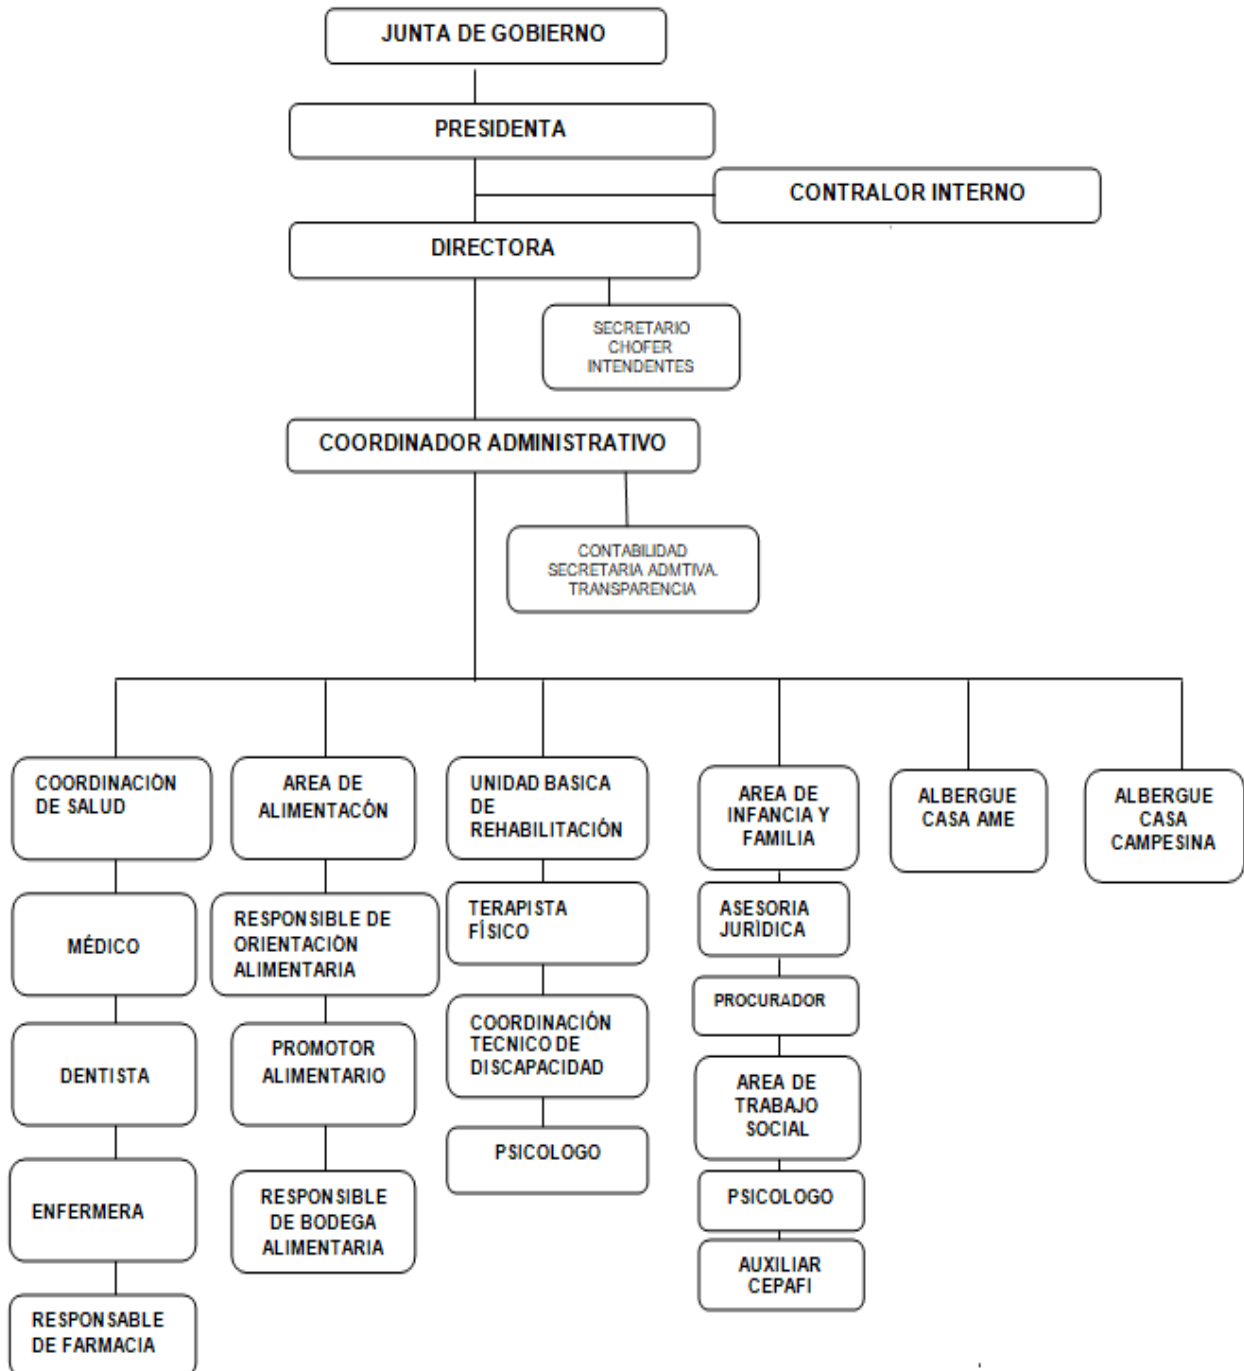 JUNTA DE GOBIERNO
PRESIDENTA
CONTRALOR INTERNO
DIRECTORA
SECRETARIO
CHOFER
INTENDENTES
COORDINADOR ADMINISTRATIVO
CONTABILIDAD
SECRETARIA ADMTIVA.
TRANSPARENCIA
COORDINACIÒN
DE SALUD
MÉDICO
DENTISTA
ENFERMERA
RESPONSABLE
DE FARMACIA
AREA DE
ALIMENTACÓN
RESPONSIBLE DE
ORIENTACIÒN
ALIMENTARIA
PROMOTOR
ALIMENTARIO
RESPONSIBLE
DE BODEGA
ALIMENTARIA
UNIDAD BASICA
DE
REHABILITACIÓN
TERAPISTA
FÍSICO
COORDINACIÓN
TECNICO DE
DISCAPACIDAD
PSICOLOGO
AREA DE
INFANCIA Y
FAMILIA
ASESORIA
JURÌDICA
PROCURADOR
AREA DE
TRABAJO
SOCIAL
PSICOLOGO
AUXILIAR
CEPAFI
ALBERGUE
CASA AME
ALBERGUE
CASA
CAMPESINA